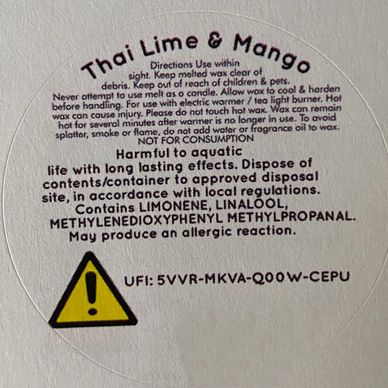 Thai Lime & Mango
Directions Use within
sight. Keep melted wax clear of
debris. Keep out of reach of children & pets.
Never attempt to use melt as a candle. Allow wax to cool & harden
before handling. For use with electric warmer / tea light burner. Hot
wax can cause injury. Please do not touch hot wax. Wax can remain
hot for several minutes after warmer is no longer in use. To avoid
splatter, smoke or flame, do not add water or fragrance oil to wax.
NOT FOR CONSUMPTION
Harmful to aquatic
life with long lasting effects. Dispose of
contents/container to approved disposal
site, in accordance with local regulations.
Contains LIMONENE, LINALOOL,
METHYLENEDIOXYPHENYL METHYLPROPANAL.
May produce an allergic reaction.
UFI: 5VVR-MKVA-Q00W-CEPU